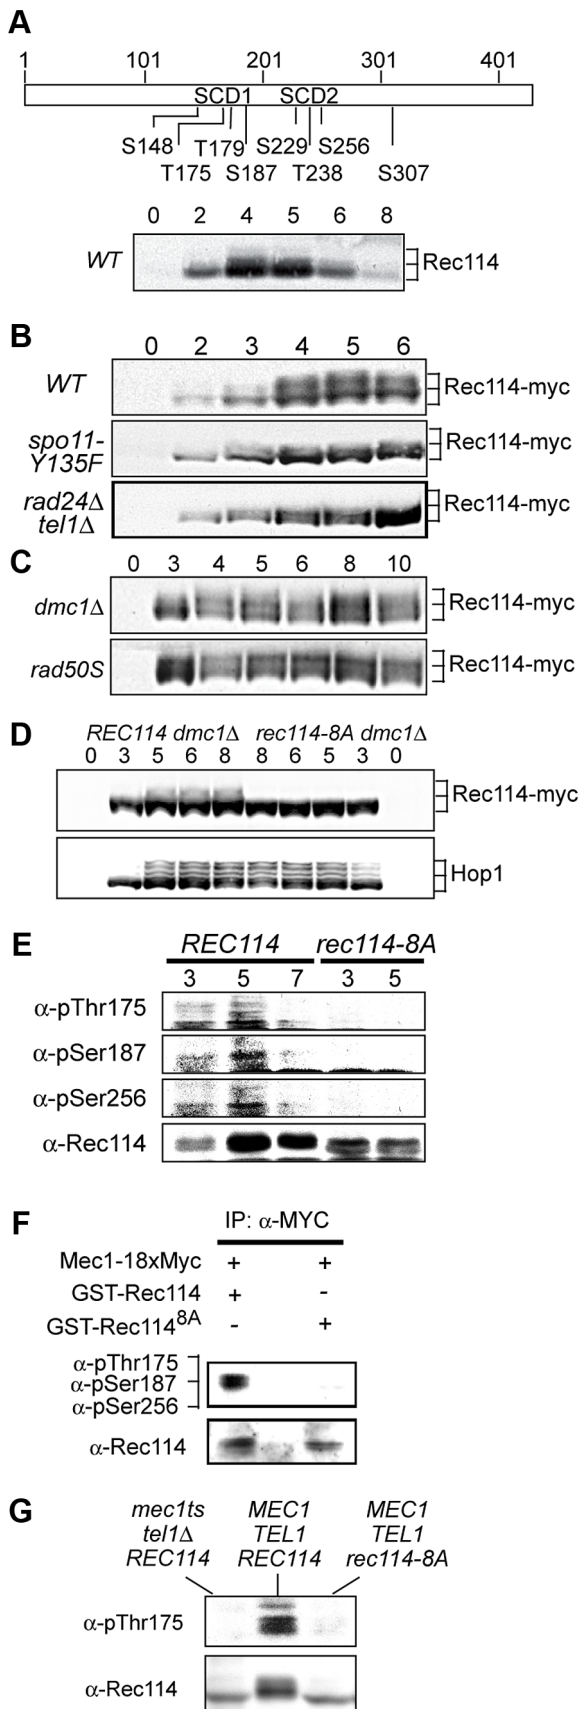 A
1 101 201 301 401
SCD1 SCD2
S148 T179 S229 S256
T175 S187 T238 S307
0 2 4 5 6 8
WT Rec114
B
0 2 3 4 5 6
WT Rec114-myc
spo11-
Y135F Rec114-myc
rad24Δ
tel1Δ Rec114-myc
C
0 3 4 5 6 8 10
dmc1Δ Rec114-myc
rad50S Rec114-myc
D
REC114 dmc1Δ rec114-8A dmc1Δ
0 3 5 6 8 8 6 5 3 0
Rec114-myc
Hop1
E
REC114 rec114-8A
3 5 7 3 5
α-pThr175
α-pSer187
α-pSer256
α-Rec114
F
IP: α-MYC
Mec1-18xMyc + +
GST-Rec114 + -
GST-Rec114 8A - +
α-pThr175
α-pSer187
α-pSer256
α-Rec114
G
mec1ts MEC1 MEC1
tel1Δ TEL1 TEL1
REC114 REC114 rec114-8A
α-pThr175
α-Rec114